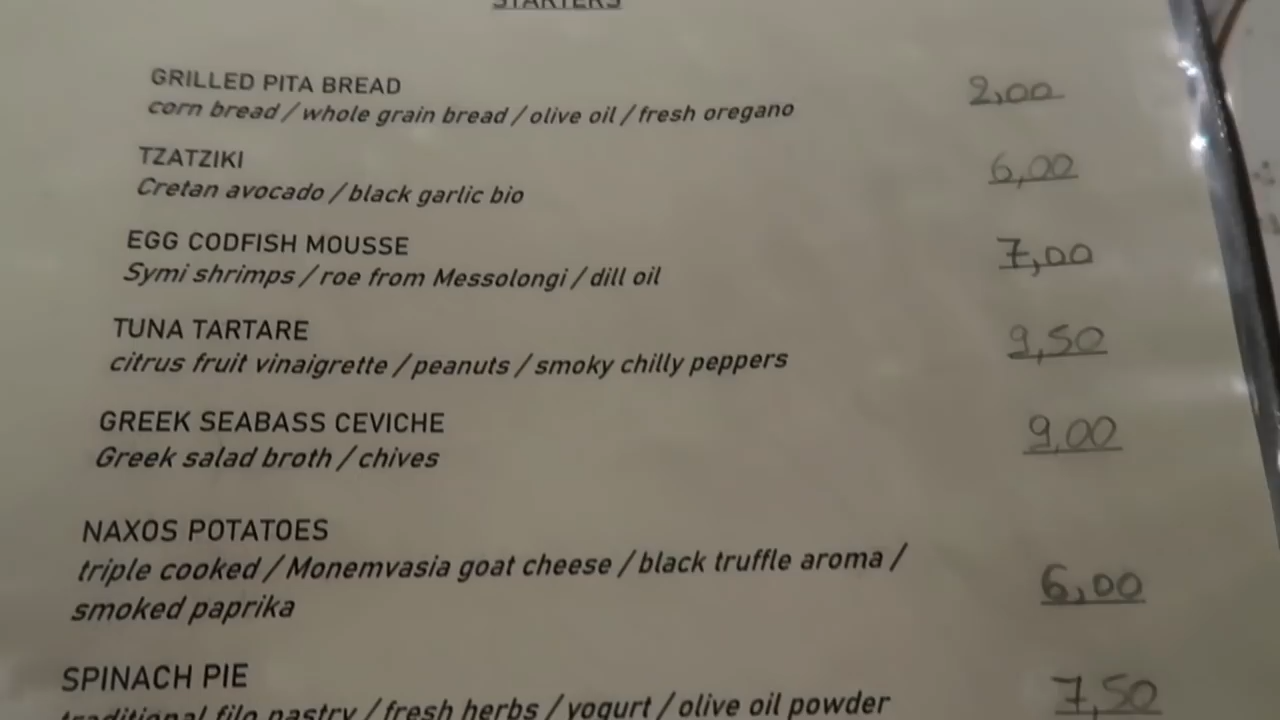 STARTERS
GRILLED PITA BREAD 2,00
corn bread / whole grain bread / olive oil / fresh oregano
TZATZIKI 6,00
Cretan avocado / black garlic bio
EGG CODFISH MOUSSE 7,00
Symi shrimps / roe from Messolongi / dill oil
TUNA TARTARE 9,50
citrus fruit vinaigrette / peanuts / smoky chilly peppers
GREEK SEABASS CEVICHE 9,00
Greek salad broth / chives
NAXOS POTATOES
triple cooked / Monemvasia goat cheese / black truffle aroma / 6,00
smoked paprika
SPINACH PIE 7,50
traditional filo pastry / fresh herbs / yogurt / olive oil powder